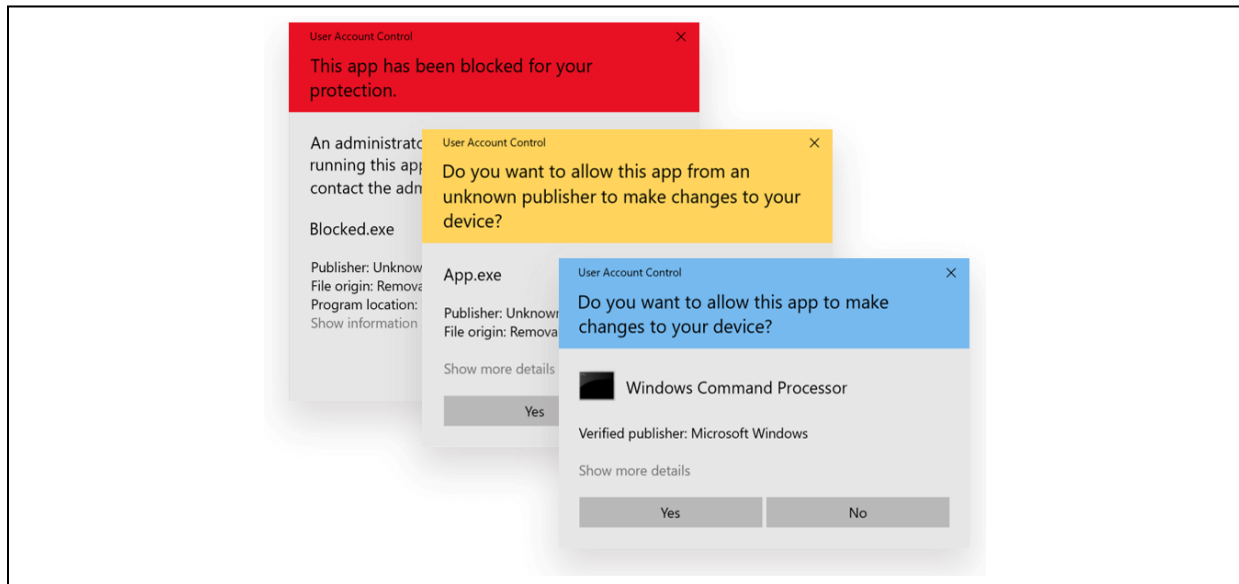 User Account Control
This app has been blocked for your
protection.
An administrato
running this app
contact the adm
Blocked.exe
Publisher: Unknow
File origin: Remova
Program location:
Show information
User Account Control
Do you want to allow this app from an
unknown publisher to make changes to your
device?
App.exe
Publisher: Unknown
File origin: Remova
Show more details
Yes
User Account Control
Do you want to allow this app to make
changes to your device?
Windows Command Processor
Verified publisher: Microsoft Windows
Show more details
Yes
No